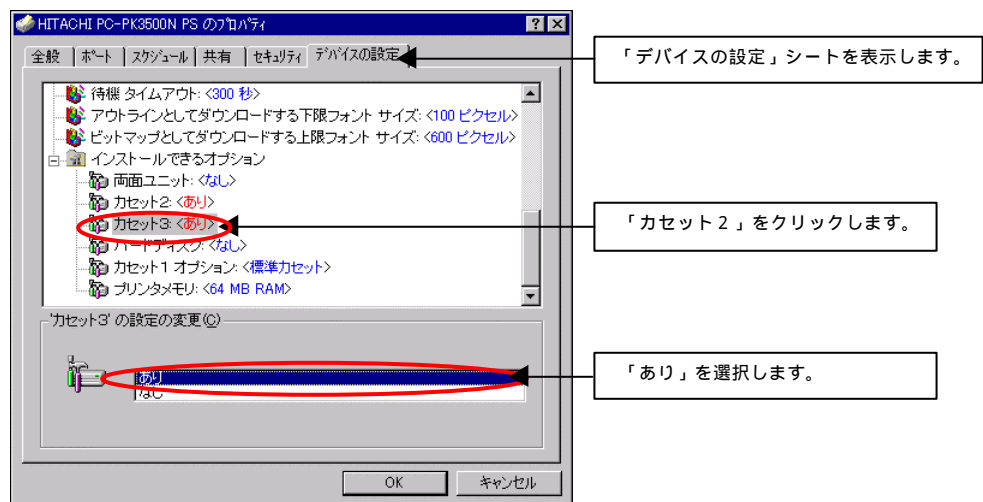 HITACHI PC-PK3500N PS のプロパティ
全般 ポート スケジュール 共有 セキュリティ デバイスの設定
「デバイスの設定」シートを表示します。
待機 タイムアウト: <300 秒>
アウトラインとしてダウンロードする下限フォント サイズ: <100 ピクセル>
ビットマップとしてダウンロードする上限フォント サイズ: <600 ピクセル>
インストールできるオプション
両面ユニット: <なし>
カセット2: <あり>
カセット3: <あり>
「カセット２」をクリックします。
ハードディスク: <なし>
カセット1 オプション: <標準カセット>
プリンタメモリ: <64 MB RAM>
'カセット3' の設定の変更(C)
あり
「あり」を選択します。
なし
OK キャンセル